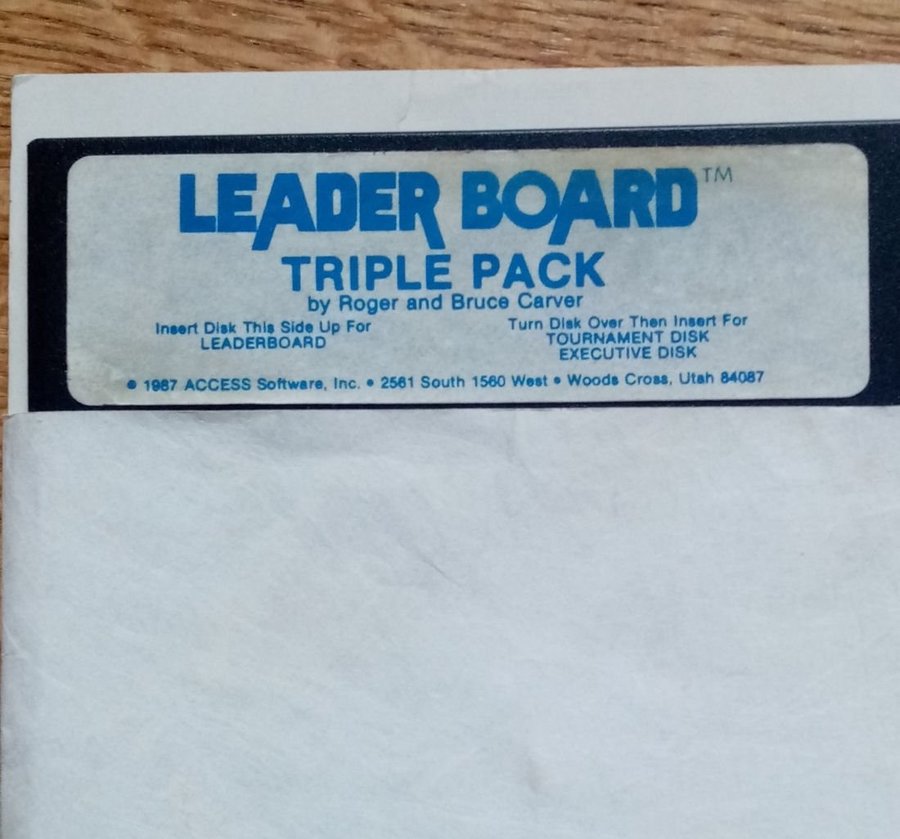 LEADER BOARD™
TRIPLE PACK
by Roger and Bruce Carver
Insert Disk This Side Up For
LEADERBOARD
Turn Disk Over Then Insert For
TOURNAMENT DISK
EXECUTIVE DISK
© 1987 ACCESS Software, Inc. • 2561 South 1560 West • Woods Cross, Utah 84087